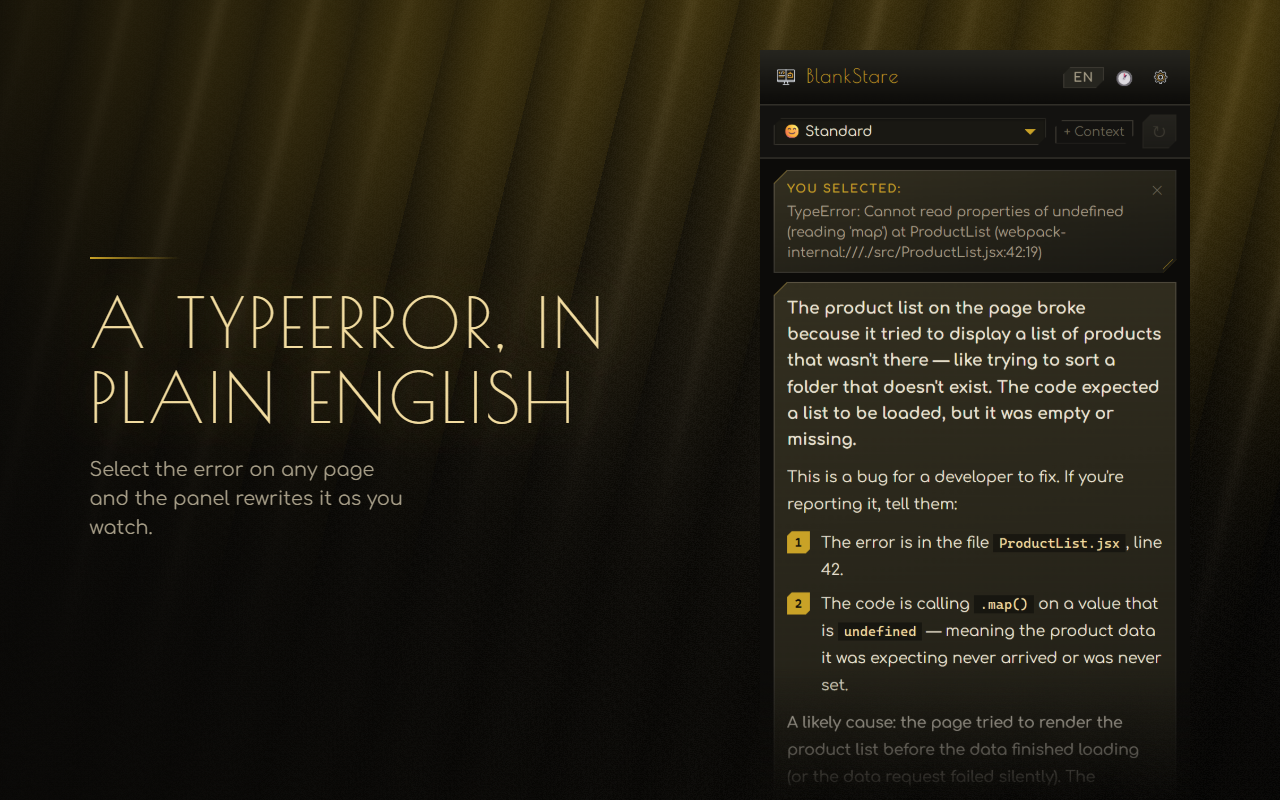 A TYPEERROR, IN
PLAIN ENGLISH
Select the error on any page
and the panel rewrites it as you
watch.
BlankStare
EN
Standard
+ Context
YOU SELECTED:
TypeError: Cannot read properties of undefined
(reading 'map') at ProductList (webpack-
internal:///./src/ProductList.jsx:42:19)
The product list on the page broke
because it tried to display a list of products
that wasn't there — like trying to sort a
folder that doesn't exist. The code expected
a list to be loaded, but it was empty or
missing.
This is a bug for a developer to fix. If you're
reporting it, tell them:
1 The error is in the file ProductList.jsx, line
42.
2 The code is calling .map() on a value that
is undefined — meaning the product data
it was expecting never arrived or was never
set.
A likely cause: the page tried to render the
product list before the data finished loading
(or the data request failed silently). The